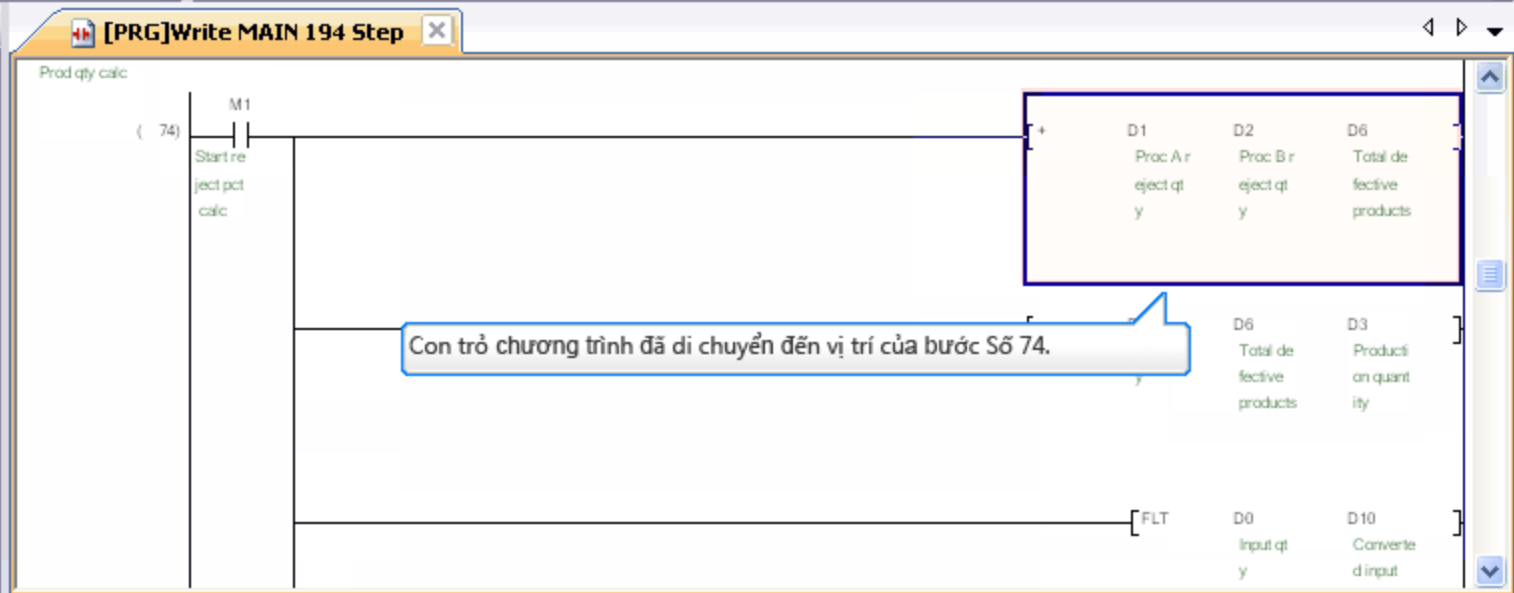 [PRG]Write MAIN 194 Step
Prod qty calc
M1
( 74)
+ D1 D2 D6
Start re Proc A r Proc B r Total de
ject pct eject qt eject qt fective
calc y y products
D6 D3
Con trỏ chương trình đã di chuyển đến vị trí của bước Số 74.
Total de Producti
y fective on quant
products ity
FLT D0 D10
Input qt Converte
y d input